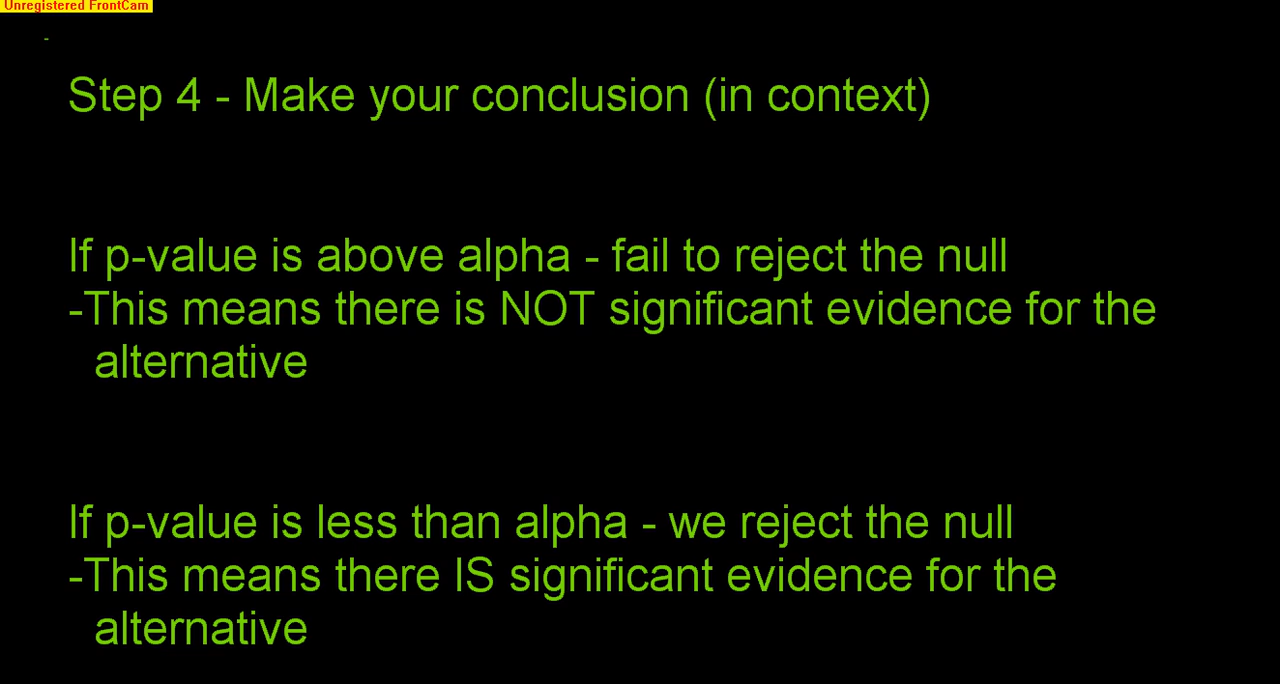 Unregistered FrontCam
-
Step 4 - Make your conclusion (in context)
If p-value is above alpha - fail to reject the null
-This means there is NOT significant evidence for the
alternative
If p-value is less than alpha - we reject the null
-This means there IS significant evidence for the
alternative